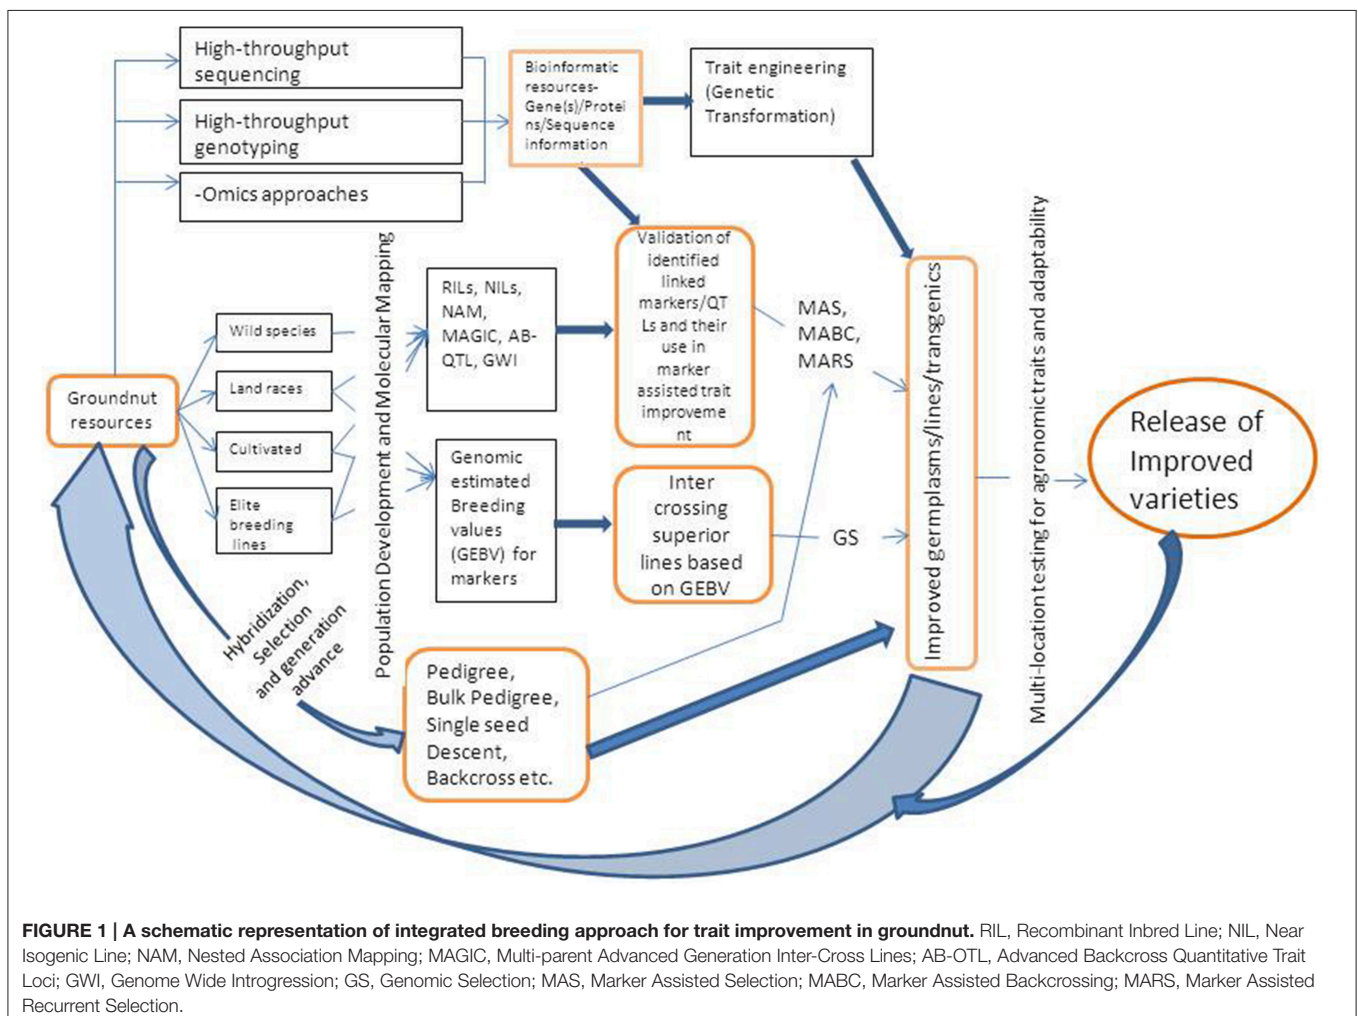 High-throughput
sequencing
High-throughput
genotyping
-Omics approaches
Bioinformatic
resources-
Gene(s)/Protei
ns/Sequence
information
Trait engineering
(Genetic
Transformation)
Groundnut
resources
Wild species
Land races
Cultivated
Elite
breeding
lines
Population Development and Molecular Mapping
RILs, NILs,
NAM,
MAGIC, AB-
QTL, GWI
Genomic
estimated
Breeding
values
(GEBV) for
markers
Validation of
identified
linked
markers/QT
Ls and their
use in
marker
assisted trait
improveme
nt
Inter
crossing
superior
lines based
on GEBV
MAS,
MABC,
MARS
GS
Improved germplasms/lines/transgenics
Multi-location testing for agronomic traits and adaptability
Release of
Improved
varieties
Hybridization,
Selection
and generation
advance
Pedigree,
Bulk Pedigree,
Single seed
Descent,
Backcross etc.
FIGURE 1 | A schematic representation of integrated breeding approach for trait improvement in groundnut. RIL, Recombinant Inbred Line; NIL, Near
Isogenic Line; NAM, Nested Association Mapping; MAGIC, Multi-parent Advanced Generation Inter-Cross Lines; AB-OTL, Advanced Backcross Quantitative Trait
Loci; GWI, Genome Wide Introgression; GS, Genomic Selection; MAS, Marker Assisted Selection; MABC, Marker Assisted Backcrossing; MARS, Marker Assisted
Recurrent Selection.